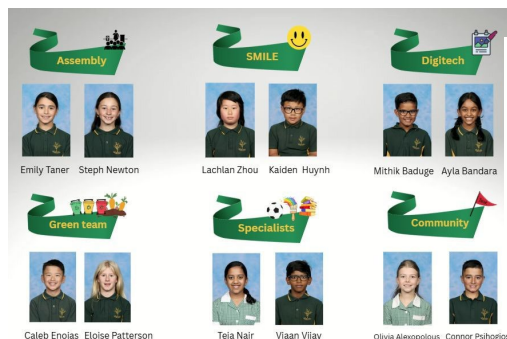 Assembly
SMILE
Digitech
Emily Taner Steph Newton
Lachlan Zhou Kaiden Huynh
Mithik Baduge Ayla Bandara
Green team
Specialists
Community
Caleb Enojas Eloise Patterson
Teja Nair Viaan Vijay
Olivia Alexopolous Connor Psihogios